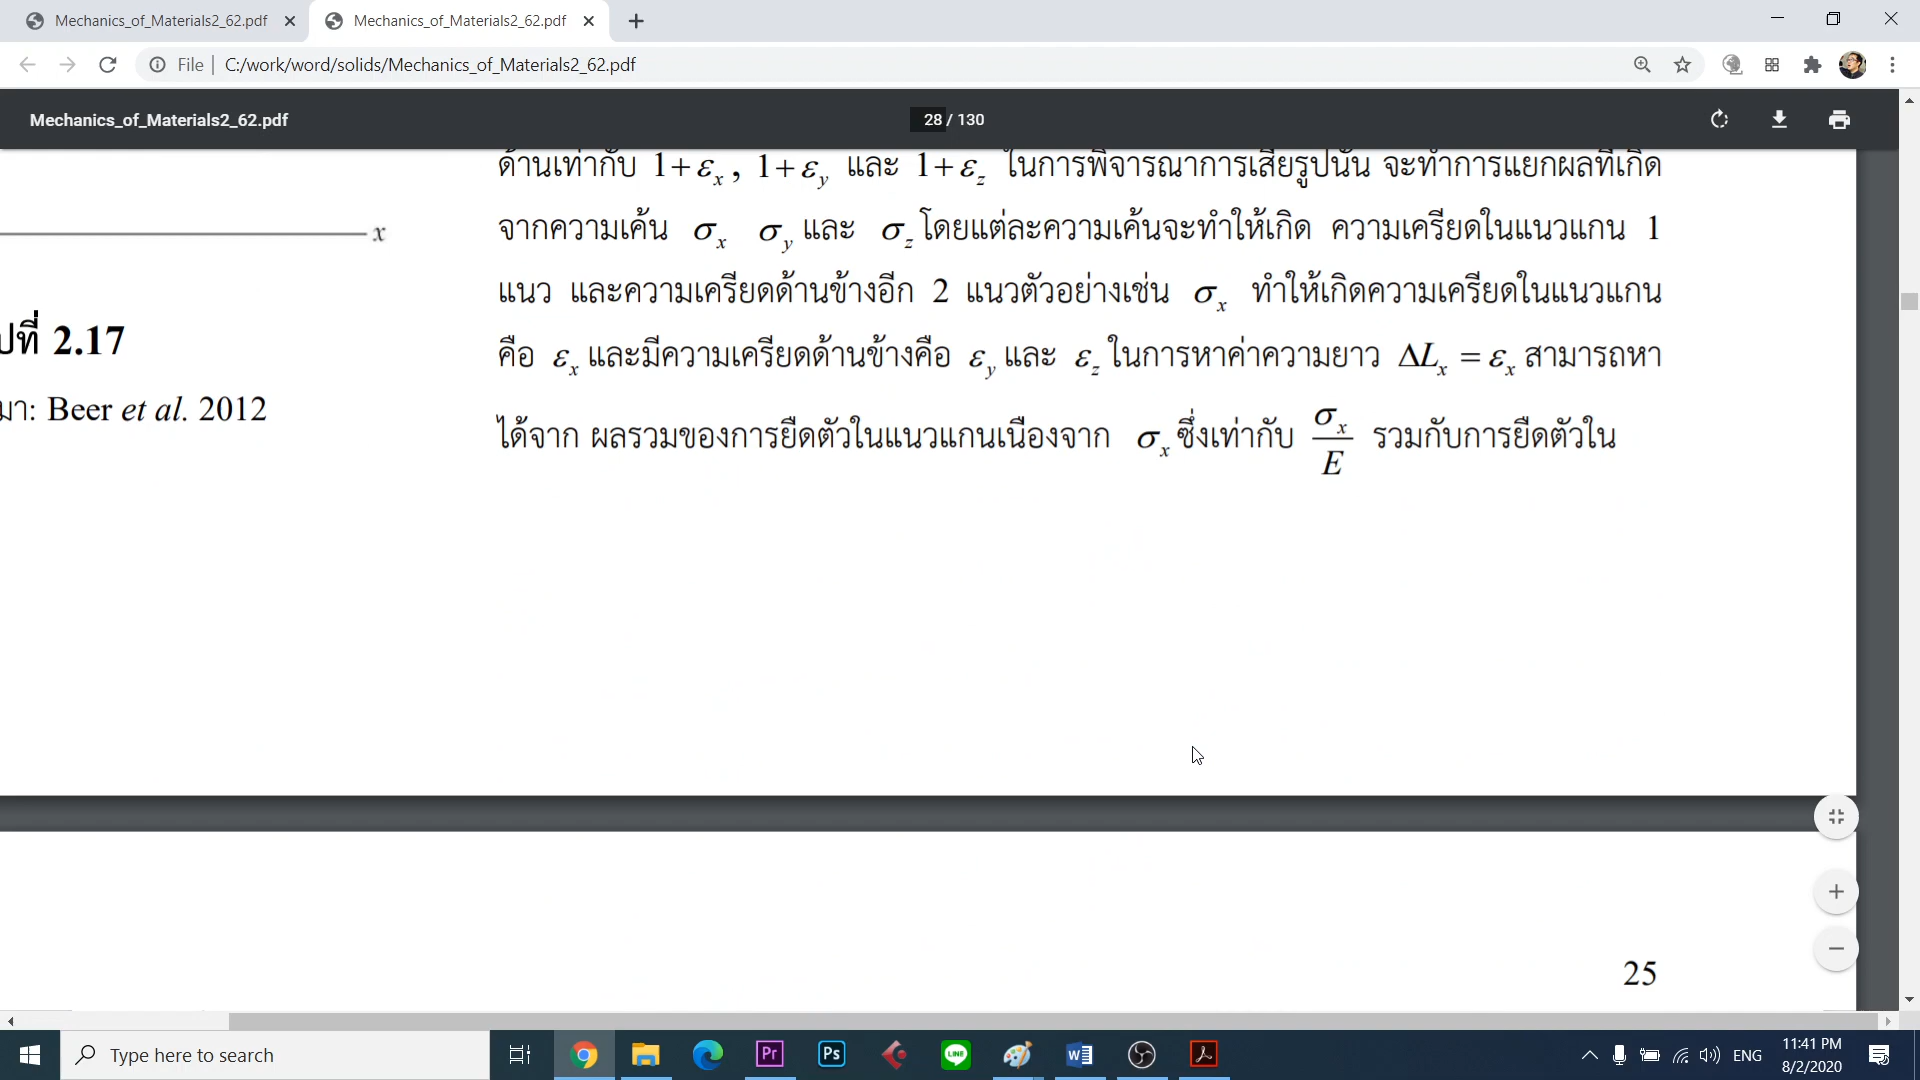 Mechanics_of_Materials2_62.pdf
Mechanics_of_Materials2_62.pdf
File | C:/work/word/solids/Mechanics_of_Materials2_62.pdf
Mechanics_of_Materials2_62.pdf
28 / 130
ด้านเท่ากับ 1+εx, 1+εy และ 1+εz ในการพิจารณาการเสียรูปนั้น จะทำการแยกผลที่เกิด
จากความเค้น σx σy และ σz โดยแต่ละความเค้นจะทำให้เกิด ความเครียดในแนวแกน 1
แนว และความเครียดด้านข้างอีก 2 แนวตัวอย่างเช่น σx ทำให้เกิดความเครียดในแนวแกน
คือ εx และมีความเครียดด้านข้างคือ εy และ εz ในการหาค่าความยาว ΔLx = εx สามารถหา
ได้จาก ผลรวมของการยืดตัวในแนวแกนเนื่องจาก σx ซึ่งเท่ากับ σx/E รวมกับการยืดตัวใน
x
ปที่ 2.17
มา: Beer et al. 2012
25
Type here to search
Pr
Ps
LINE
ENG
11:41 PM
8/2/2020